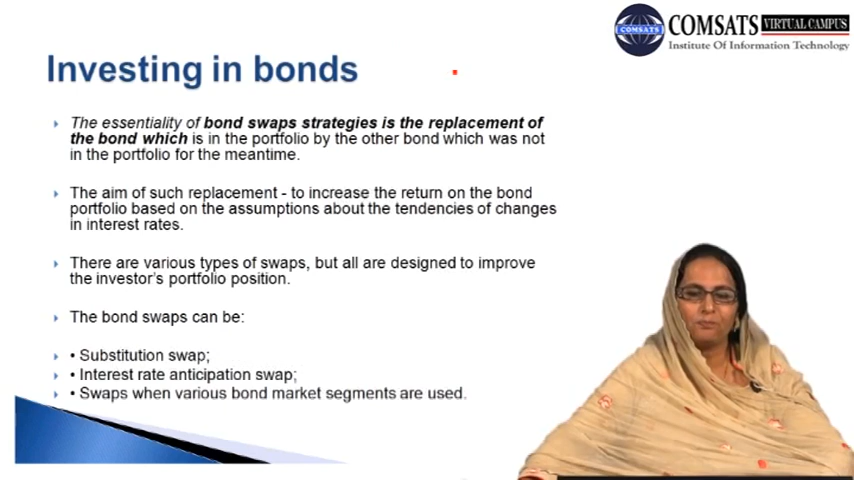 COMSATS VIRTUAL CAMPUS
COMSATS
Institute Of Information Technology
Investing in bonds
The essentiality of bond swaps strategies is the replacement of
the bond which is in the portfolio by the other bond which was not
in the portfolio for the meantime.
The aim of such replacement - to increase the return on the bond
portfolio based on the assumptions about the tendencies of changes
in interest rates.
There are various types of swaps, but all are designed to improve
the investor's portfolio position.
The bond swaps can be:
• Substitution swap;
• Interest rate anticipation swap;
• Swaps when various bond market segments are used.